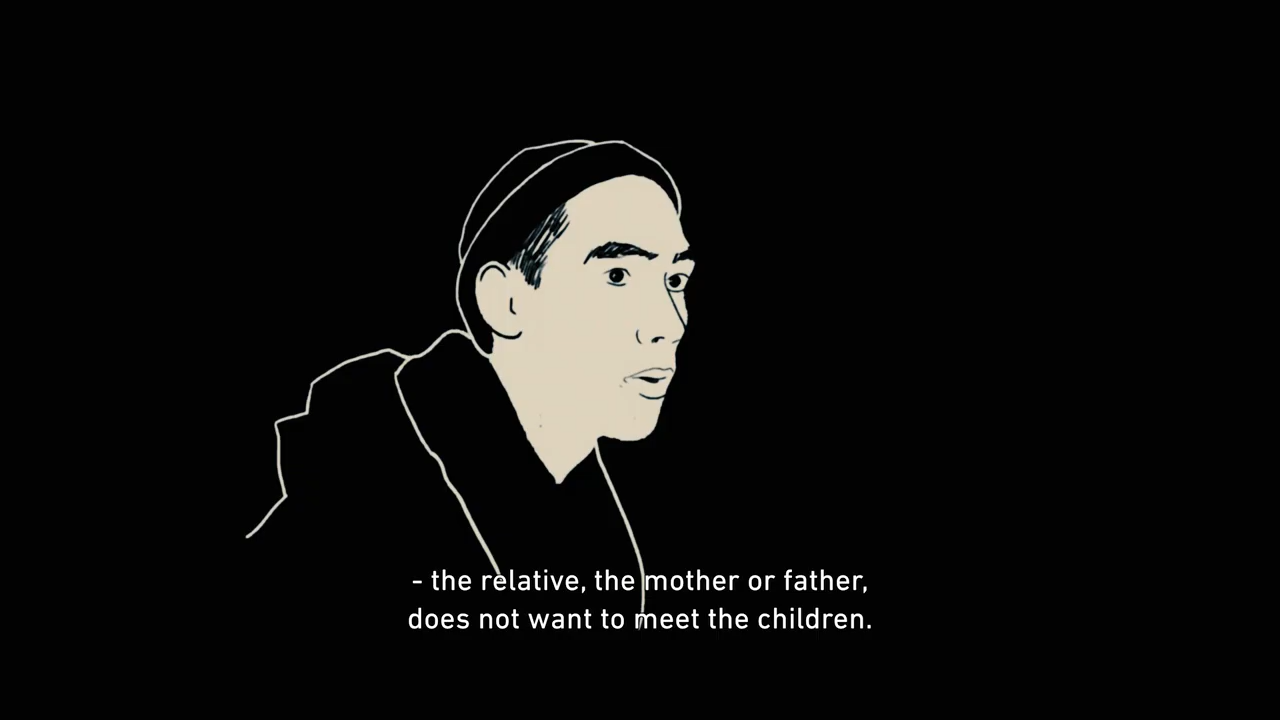 - the relative, the mother or father,
does not want to meet the children.